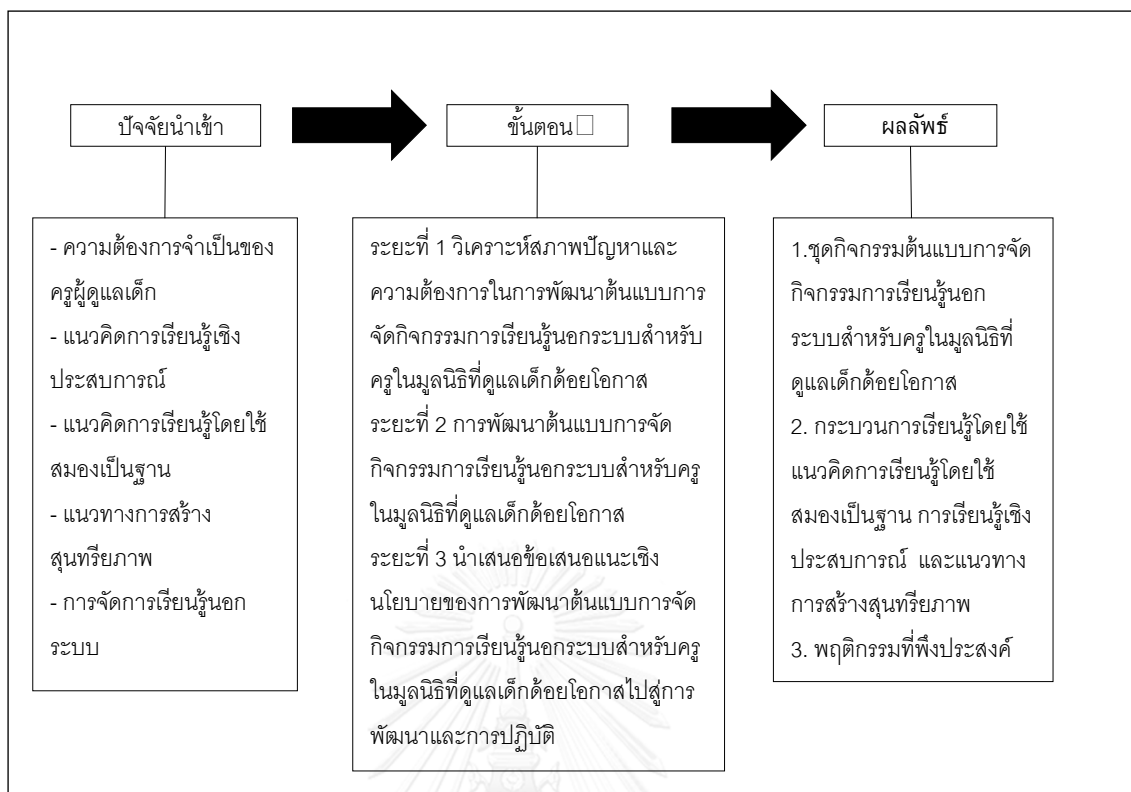 ปัจจัยนำเข้า
ขั้นตอน
ผลลัพธ์
- ความต้องการจำเป็นของ
ครูผู้ดูแลเด็ก
- แนวคิดการเรียนรู้เชิง
ประสบการณ์
- แนวคิดการเรียนรู้โดยใช้
สมองเป็นฐาน
- แนวทางการสร้าง
สุนทรียภาพ
- การจัดการเรียนรู้นอก
ระบบ
ระยะที่ 1 วิเคราะห์สภาพปัญหาและ
ความต้องการในการพัฒนาต้นแบบการ
จัดกิจกรรมการเรียนรู้นอกระบบสำหรับ
ครูในมูลนิธิที่ดูแลเด็กด้อยโอกาส
ระยะที่ 2 การพัฒนาต้นแบบการจัด
กิจกรรมการเรียนรู้นอกระบบสำหรับครู
ในมูลนิธิที่ดูแลเด็กด้อยโอกาส
ระยะที่ 3 นำเสนอข้อเสนอแนะเชิง
นโยบายของการพัฒนาต้นแบบการจัด
กิจกรรมการเรียนรู้นอกระบบสำหรับครู
ในมูลนิธิที่ดูแลเด็กด้อยโอกาสไปสู่การ
พัฒนาและการปฏิบัติ
1.ชุดกิจกรรมต้นแบบการจัด
กิจกรรมการเรียนรู้นอก
ระบบสำหรับครูในมูลนิธิที่
ดูแลเด็กด้อยโอกาส
2. กระบวนการเรียนรู้โดยใช้
แนวคิดการเรียนรู้โดยใช้
สมองเป็นฐาน การเรียนรู้เชิง
ประสบการณ์ และแนวทาง
การสร้างสุนทรียภาพ
3. พฤติกรรมที่พึงประสงค์